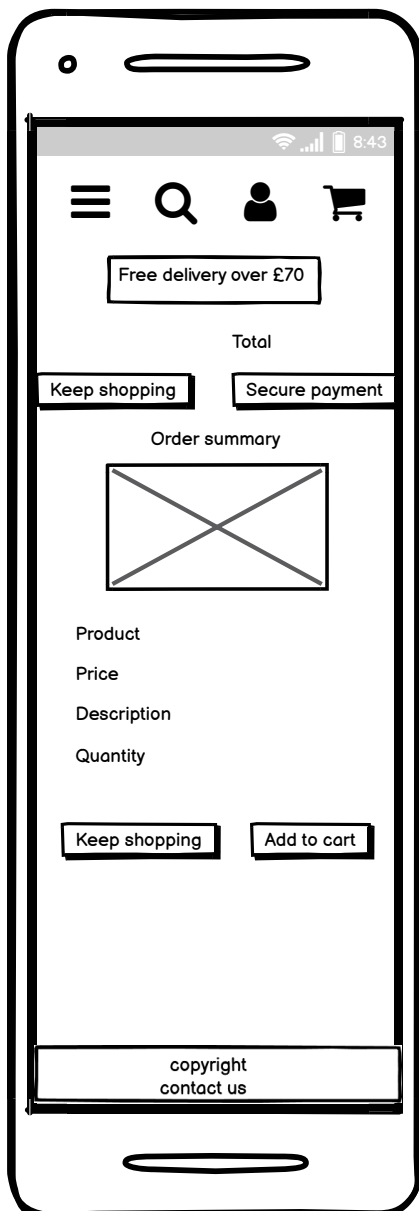 8:43
Free delivery over £70
Total
Keep shopping
Secure payment
Order summary
Product
Price
Description
Quantity
Keep shopping
Add to cart
copyright
contact us